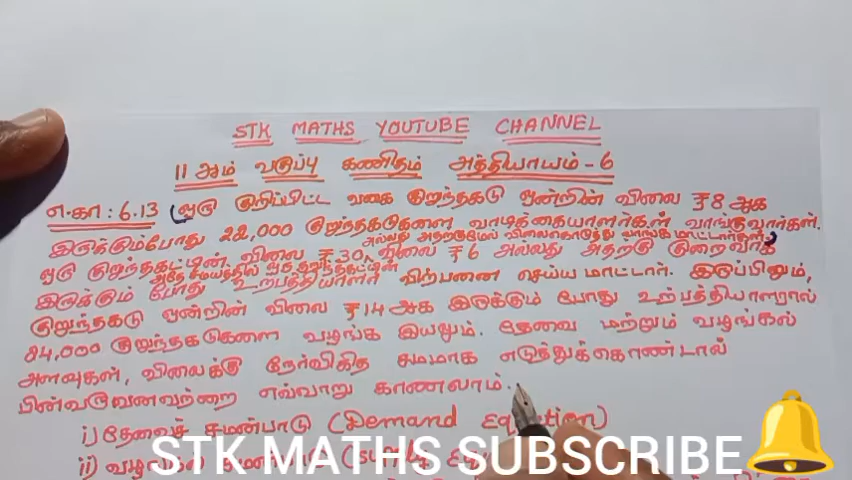 STK MATHS YOUTUBE CHANNEL
11 ஆம் வகுப்பு கணிதம் அத்தியாயம் - 6
எ.கா : 6.13 ஒரு குறிப்பிட்ட வகை குறுந்தகடு ஒன்றின் விலை ₹8 ஆக
இருக்கும்போது 22,000 குறுந்தகடுகளை வாடிக்கையாளர்கள் வாங்குவார்கள்.
அல்லது அதற்குமேல் விலைகொடுத்து வாங்க மாட்டார்கள்
ஒரு குறுந்தகட்டின் விலை ₹.30 விலை ₹6 அல்லது அதற்கு குறைவாக
அதே சமயத்தில் ஒரு குறுந்தகட்டின்
இருக்கும் போது உற்பத்தியாளர் விற்பனை செய்ய மாட்டார். இருப்பினும்,
குறுந்தகடு ஒன்றின் விலை ₹14 ஆக இருக்கும் போது உற்பத்தியாளரால்
84,000 குறுந்தகடுகளை வழங்க இயலும். தேவை மற்றும் வழங்கல்
அளவுகள், விலைக்கு நேர்விகித சமமாக எடுத்துக்கொண்டால்
பின்வருவனவற்றை எவ்வாறு காணலாம்.
i) தேவைச் சமன்பாடு (Demand Equation)
ii) வழங்கல்
STK MATHS SUBSCRIBE